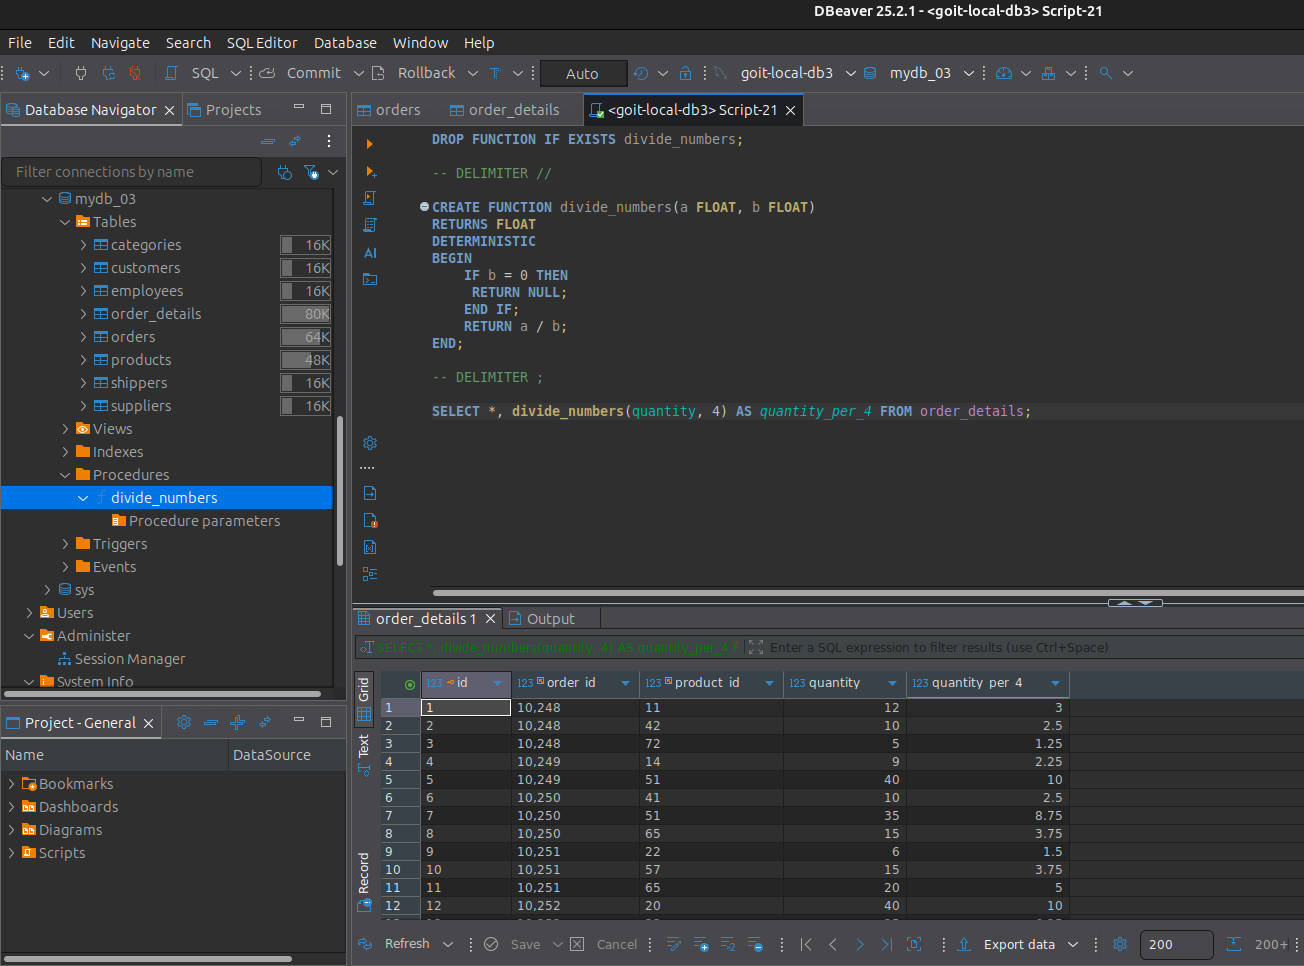 DBeaver 25.2.1 - <goit-local-db3> Script-21
File Edit Navigate Search SQL Editor Database Window Help
SQL Commit Rollback T Auto goit-local-db3 mydb_03
Database Navigator Projects
Filter connections by name
mydb_03
Tables
categories 16K
customers 16K
employees 16K
order_details 80K
orders 64K
products 48K
shippers 16K
suppliers 16K
Views
Indexes
Procedures
divide_numbers
Procedure parameters
Triggers
Events
sys
Users
Administer
Session Manager
System Info
Project - General
Name DataSource
Bookmarks
Dashboards
Diagrams
Scripts
orders order_details <goit-local-db3> Script-21
AI
DROP FUNCTION IF EXISTS divide_numbers;
-- DELIMITER //
CREATE FUNCTION divide_numbers(a FLOAT, b FLOAT)
RETURNS FLOAT
DETERMINISTIC
BEGIN
IF b = 0 THEN
RETURN NULL;
END IF;
RETURN a / b;
END;
-- DELIMITER ;
SELECT *, divide_numbers(quantity, 4) AS quantity_per_4 FROM order_details;
order_details 1 Output
SELECT *, divide_numbers(quantity, 4) AS quantity_per_4 F Enter a SQL expression to filter results (use Ctrl+Space)
Grid
Text
Record
123 id 123 order_id 123 product_id 123 quantity 123 quantity_per_4
1 1 10,248 11 12 3
2 2 10,248 42 10 2.5
3 3 10,248 72 5 1.25
4 4 10,249 14 9 2.25
5 5 10,249 51 40 10
6 6 10,250 41 10 2.5
7 7 10,250 51 35 8.75
8 8 10,250 65 15 3.75
9 9 10,251 22 6 1.5
10 10 10,251 57 15 3.75
11 11 10,251 65 20 5
12 12 10,252 20 40 10
Refresh Save Cancel Export data 200 200+